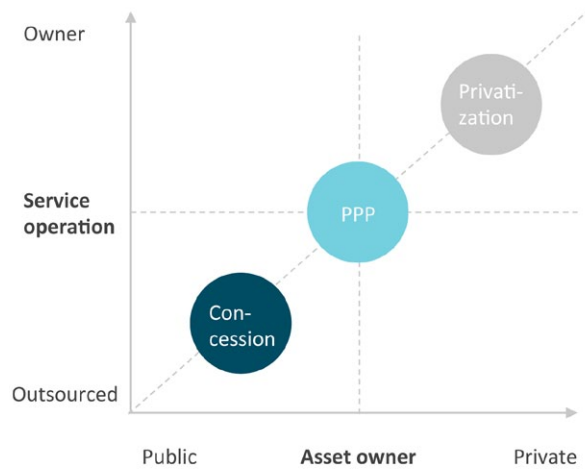 Owner
Privati-
zation
Service
operation
PPP
Con-
cession
Outsourced
Public
Asset owner
Private